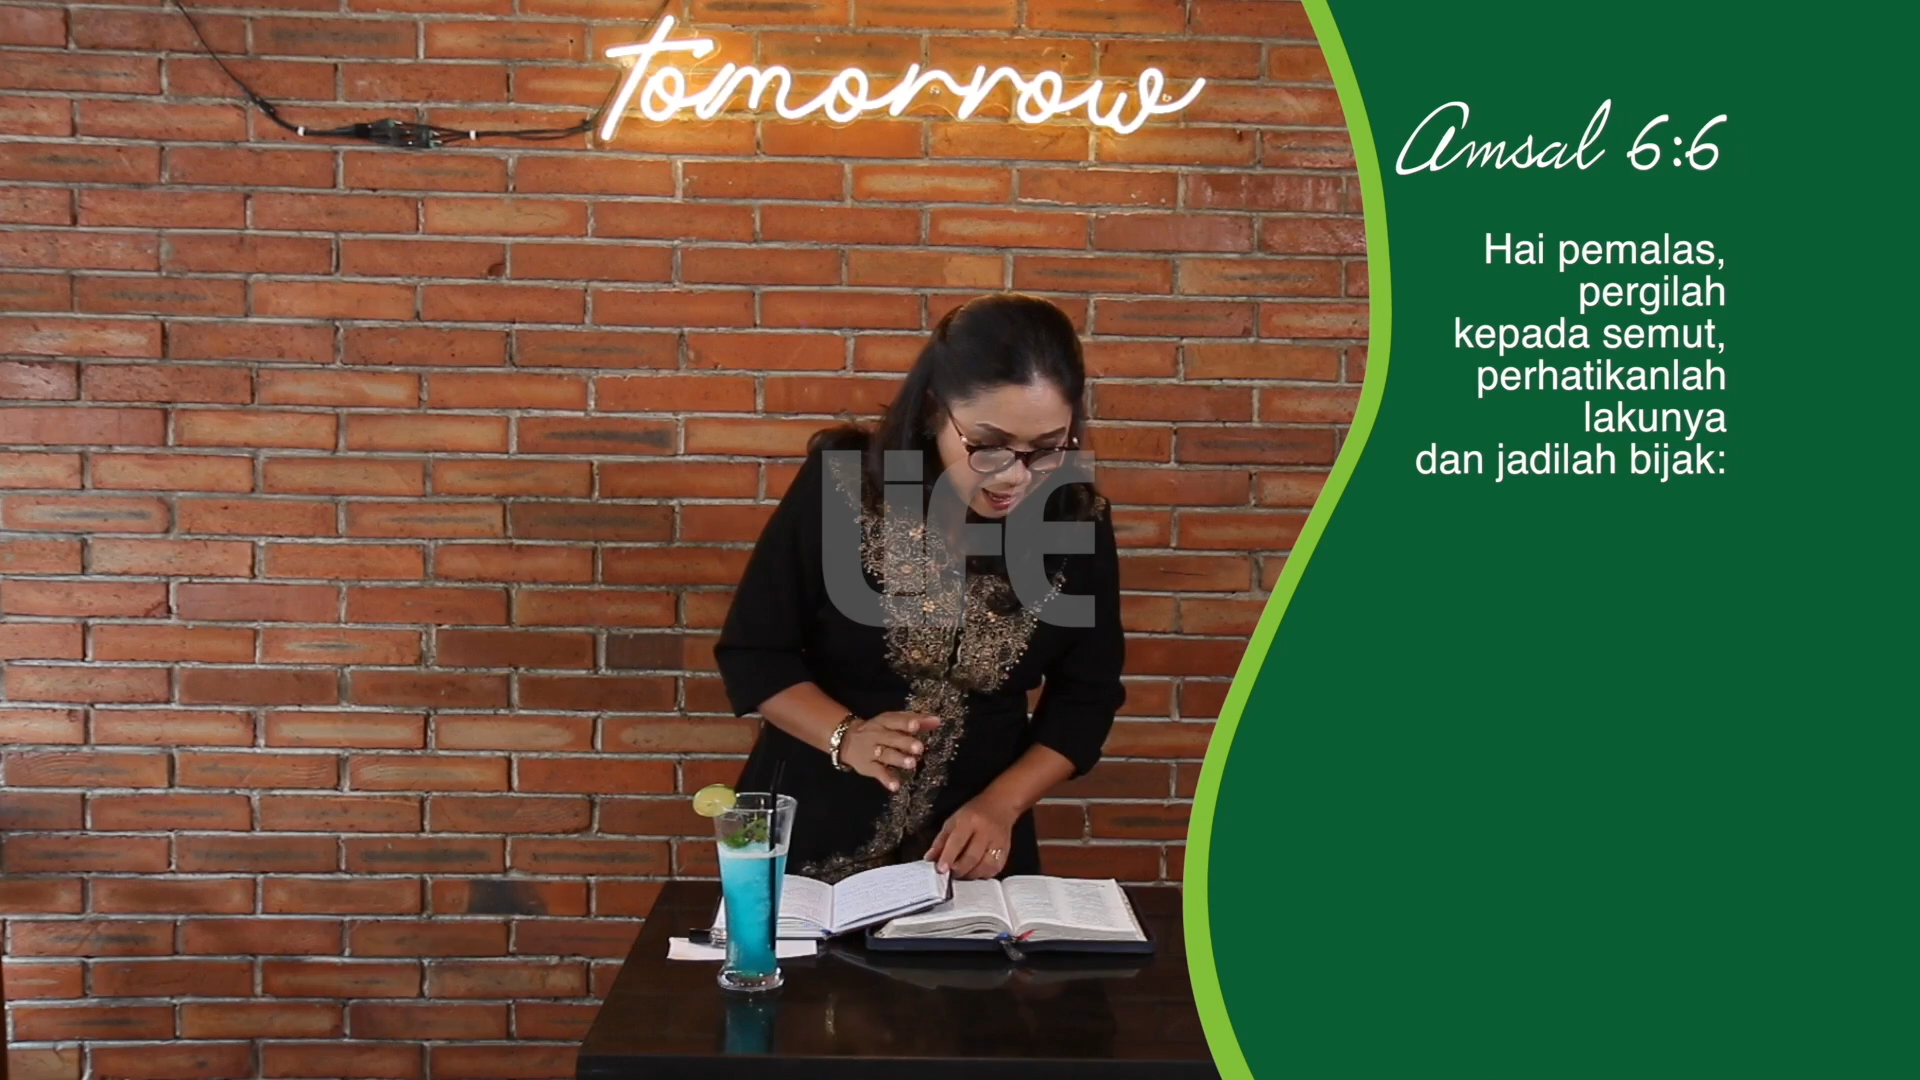 tomorrow
LIFE
Amsal 6:6
Hai pemalas,
pergilah
kepada semut,
perhatikanlah
lakunya
dan jadilah bijak: